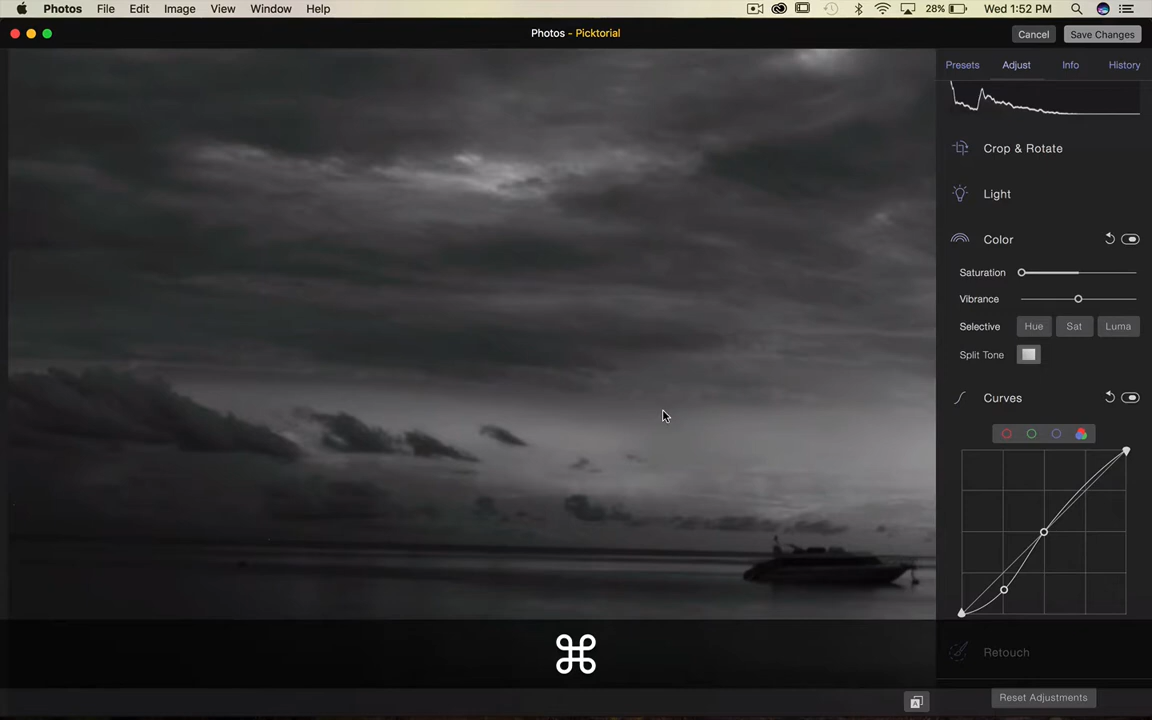 Photos File Edit Image View Window Help 28% Wed 1:52 PM
Photos - Picktorial
Cancel
Save Changes
Presets Adjust Info History
Crop & Rotate
Light
Color
Saturation
Vibrance
Selective Hue Sat Luma
Split Tone
Curves
⌘
Retouch
A
Reset Adjustments